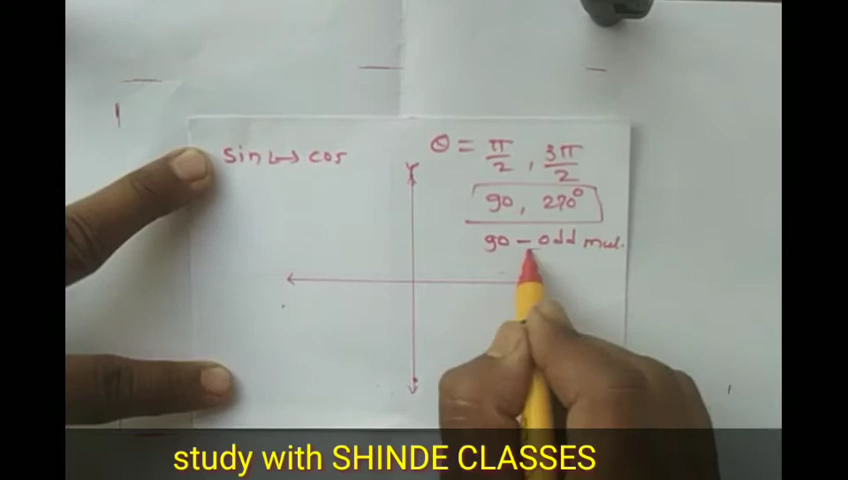 sin ↔ cos
θ = π/2, 3π/2
90, 270°
90 - odd mul.
Y
study with SHINDE CLASSES